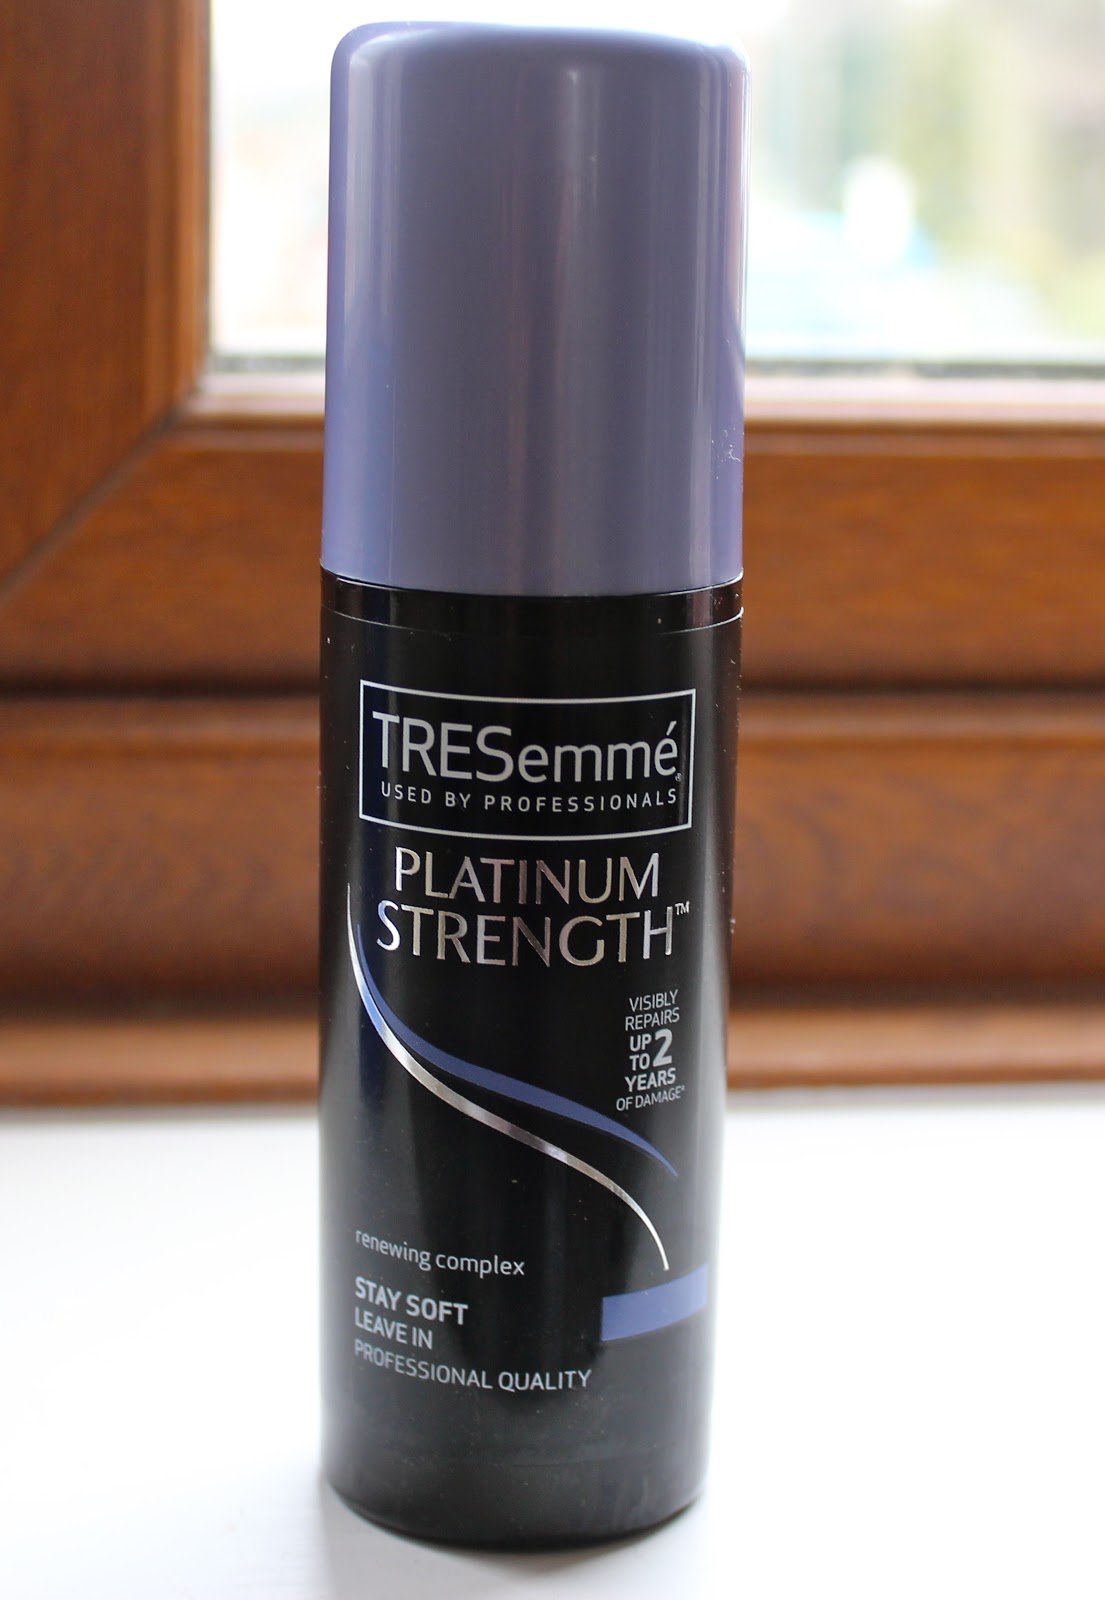 TRESemmé®
USED BY PROFESSIONALS
PLATINUM
STRENGTH™
VISIBLY
REPAIRS
UP
TO 2
YEARS
OF DAMAGE*
renewing complex
STAY SOFT
LEAVE IN
PROFESSIONAL QUALITY